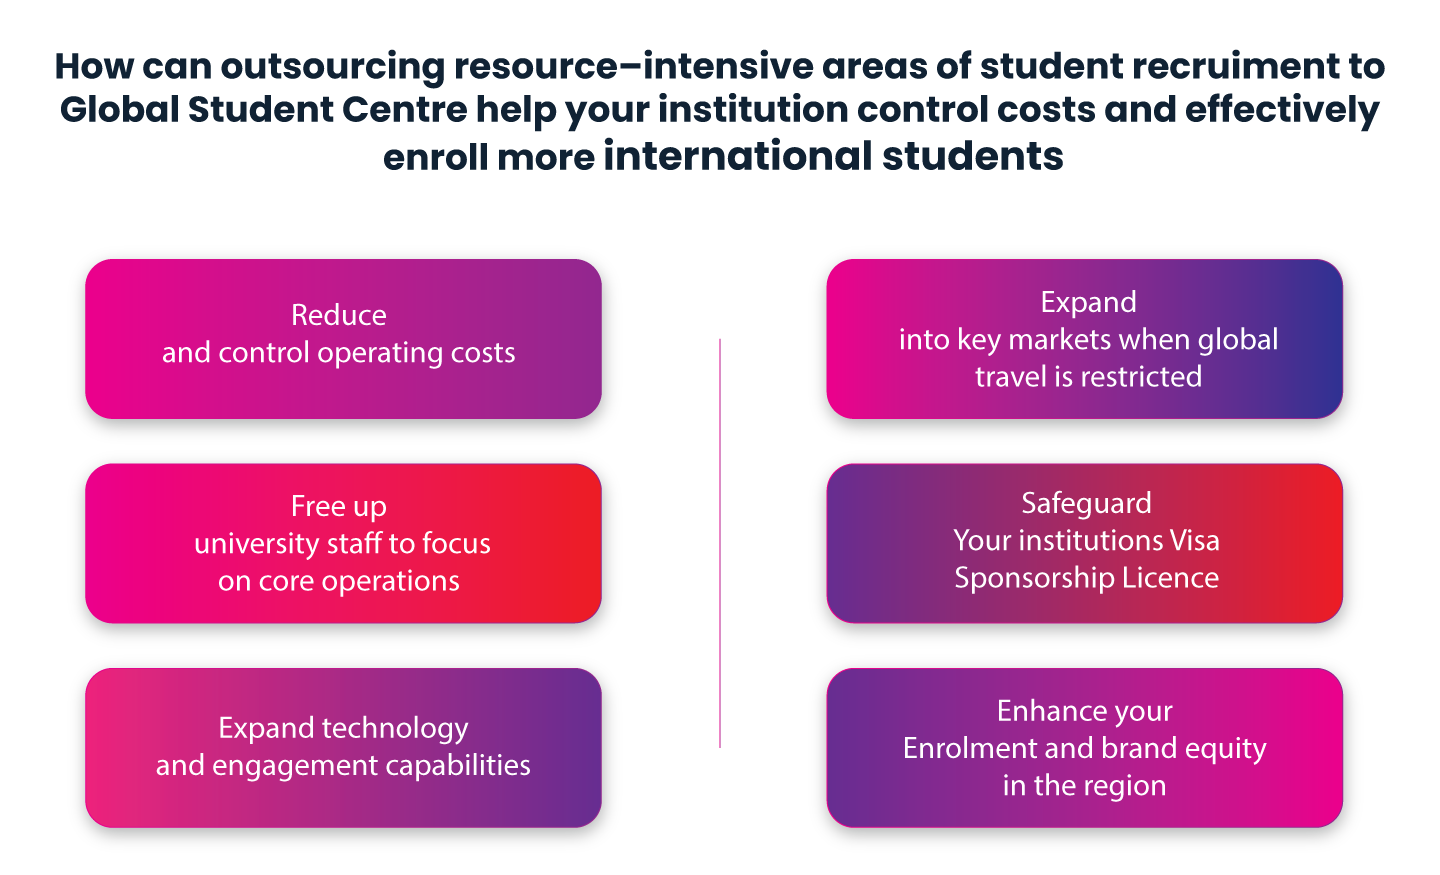 How can outsourcing resource–intensive areas of student recruiment to
Global Student Centre help your institution control costs and effectively
enroll more international students
Reduce
and control operating costs
Free up
university staff to focus
on core operations
Expand technology
and engagement capabilities
Expand
into key markets when global
travel is restricted
Safeguard
Your institutions Visa
Sponsorship Licence
Enhance your
Enrolment and brand equity
in the region